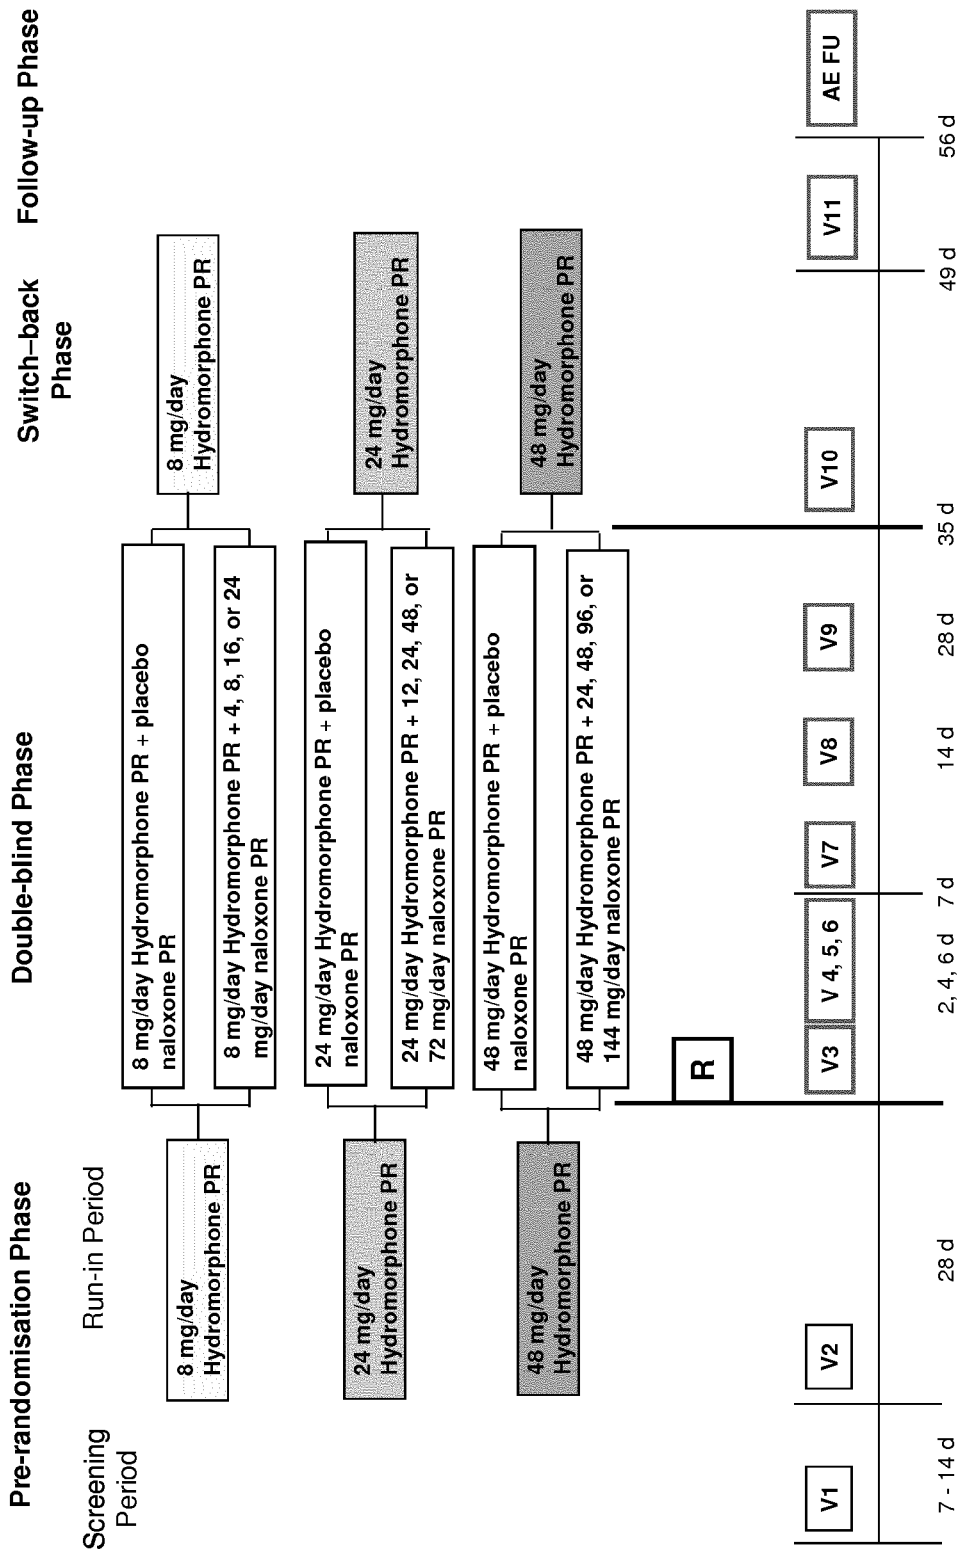 Pre-randomisation Phase
Double-blind Phase
Switch–back
Phase
Follow-up Phase
Screening
Period
Run-in Period
8 mg/day
Hydromorphone PR
8 mg/day Hydromorphone PR + placebo
naloxone PR
8 mg/day Hydromorphone PR + 4, 8, 16, or 24
mg/day naloxone PR
8 mg/day
Hydromorphone PR
24 mg/day
Hydromorphone PR
24 mg/day Hydromorphone PR + placebo
naloxone PR
24 mg/day Hydromorphone PR + 12, 24, 48, or
72 mg/day naloxone PR
24 mg/day
Hydromorphone PR
48 mg/day
Hydromorphone PR
48 mg/day Hydromorphone PR + placebo
naloxone PR
48 mg/day Hydromorphone PR + 24, 48, 96, or
144 mg/day naloxone PR
48 mg/day
Hydromorphone PR
R
V1
V2
V3
V 4, 5, 6
V7
V8
V9
V10
V11
AE FU
7 - 14 d
28 d
2, 4, 6 d
7 d
14 d
28 d
35 d
49 d
56 d